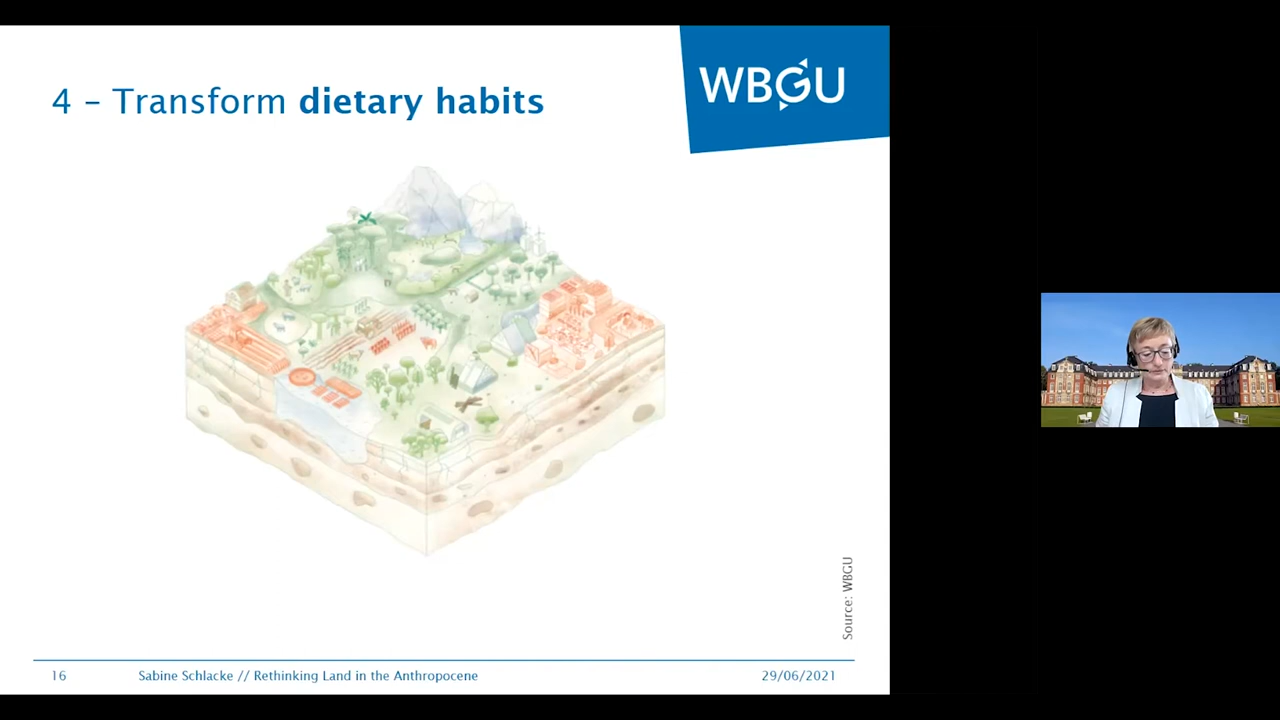 4 – Transform dietary habits
WBGU
Source: WBGU
16
Sabine Schlacke // Rethinking Land in the Anthropocene
29/06/2021